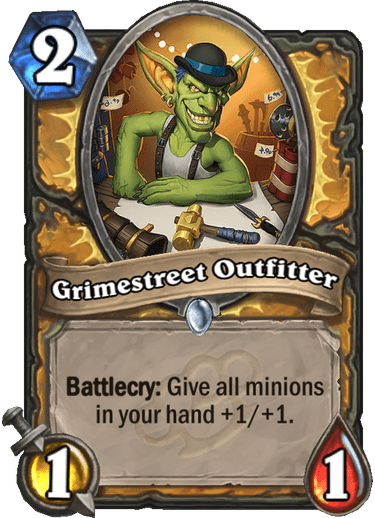 2
Grimestreet Outfitter
Battlecry: Give all minions
in your hand +1/+1.
1
1